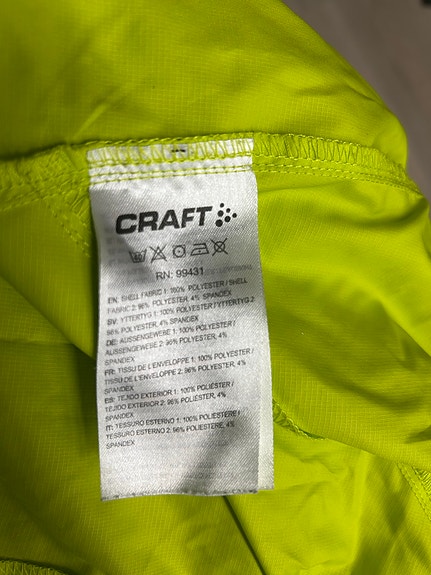 CRAFT
RN: 99431
EN: SHELL FABRIC 1: 100% POLYESTER / SHELL
FABRIC 2: 96% POLYESTER, 4% SPANDEX
SV: YTTERTYG 1: 100% POLYESTER / YTTERTYG 2:
96% POLYESTER, 4% SPANDEX
DE: AUSSENGEWEBE 1: 100% POLYESTER /
AUSSENGEWEBE 2: 96% POLYESTER, 4%
SPANDEX
FR: TISSU DE L'ENVELOPPE 1: 100% POLYESTER /
TISSU DE L'ENVELOPPE 2: 96% POLYESTER, 4%
SPANDEX
ES: TEJIDO EXTERIOR 1: 100% POLIÉSTER /
TEJIDO EXTERIOR 2: 96% POLIÉSTER, 4%
SPANDEX
IT: TESSURO ESTERNO 1: 100% POLIESTERE /
TESSURO ESTERNO 2: 96% POLIESTERE, 4%
SPANDEX